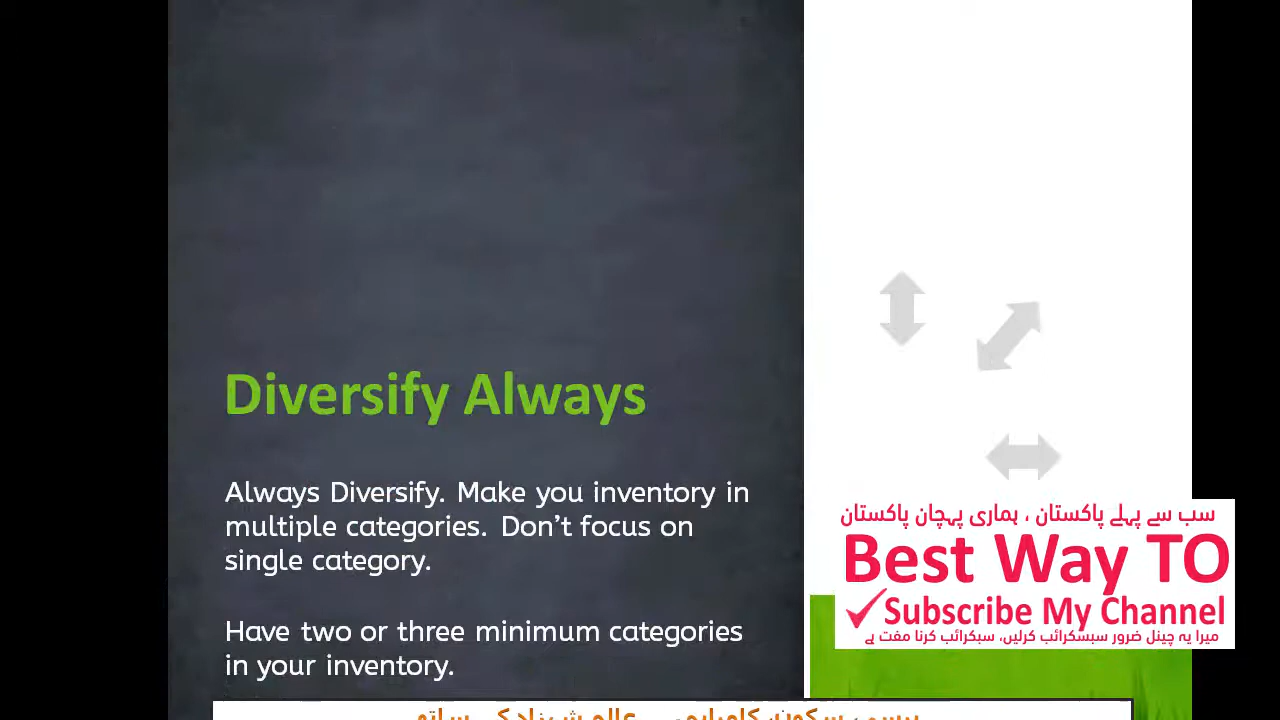 Diversify Always
Always Diversify. Make you inventory in
multiple categories. Don’t focus on
single category.
Have two or three minimum categories
in your inventory.
سب سے پہلے پاکستان ، ہماری پہچان پاکستان
Best Way TO
Subscribe My Channel
میرا یہ چینل ضرور سبسکرائب کرلیں، سبکرائب کرنا مفت ہے